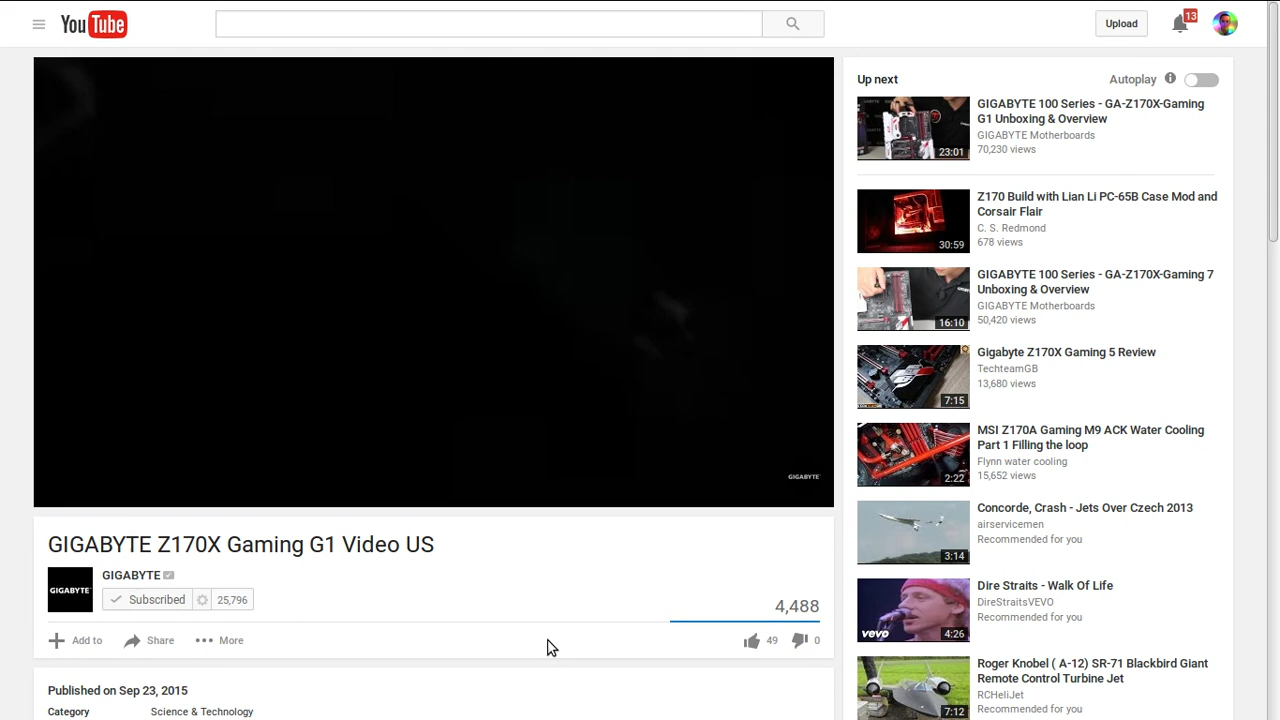 YouTube
Upload
13
GIGABYTE
GIGABYTE Z170X Gaming G1 Video US
GIGABYTE
GIGABYTE
Subscribed 25,796
4,488
Add to Share More 49 0
Published on Sep 23, 2015
Category Science & Technology
Up next Autoplay
GIGABYTE 100 Series - GA-Z170X-Gaming
G1 Unboxing & Overview
GIGABYTE Motherboards
70,230 views
23:01
Z170 Build with Lian Li PC-65B Case Mod and
Corsair Flair
C. S. Redmond
678 views
30:59
GIGABYTE 100 Series - GA-Z170X-Gaming 7
Unboxing & Overview
GIGABYTE Motherboards
50,420 views
16:10
Gigabyte Z170X Gaming 5 Review
TechteamGB
13,680 views
7:15
MSI Z170A Gaming M9 ACK Water Cooling
Part 1 Filling the loop
Flynn water cooling
15,652 views
2:22
Concorde, Crash - Jets Over Czech 2013
airservicemen
Recommended for you
3:14
Dire Straits - Walk Of Life
DireStraitsVEVO
Recommended for you
vevo
4:26
Roger Knobel ( A-12) SR-71 Blackbird Giant
Remote Control Turbine Jet
RCHeliJet
Recommended for you
7:12